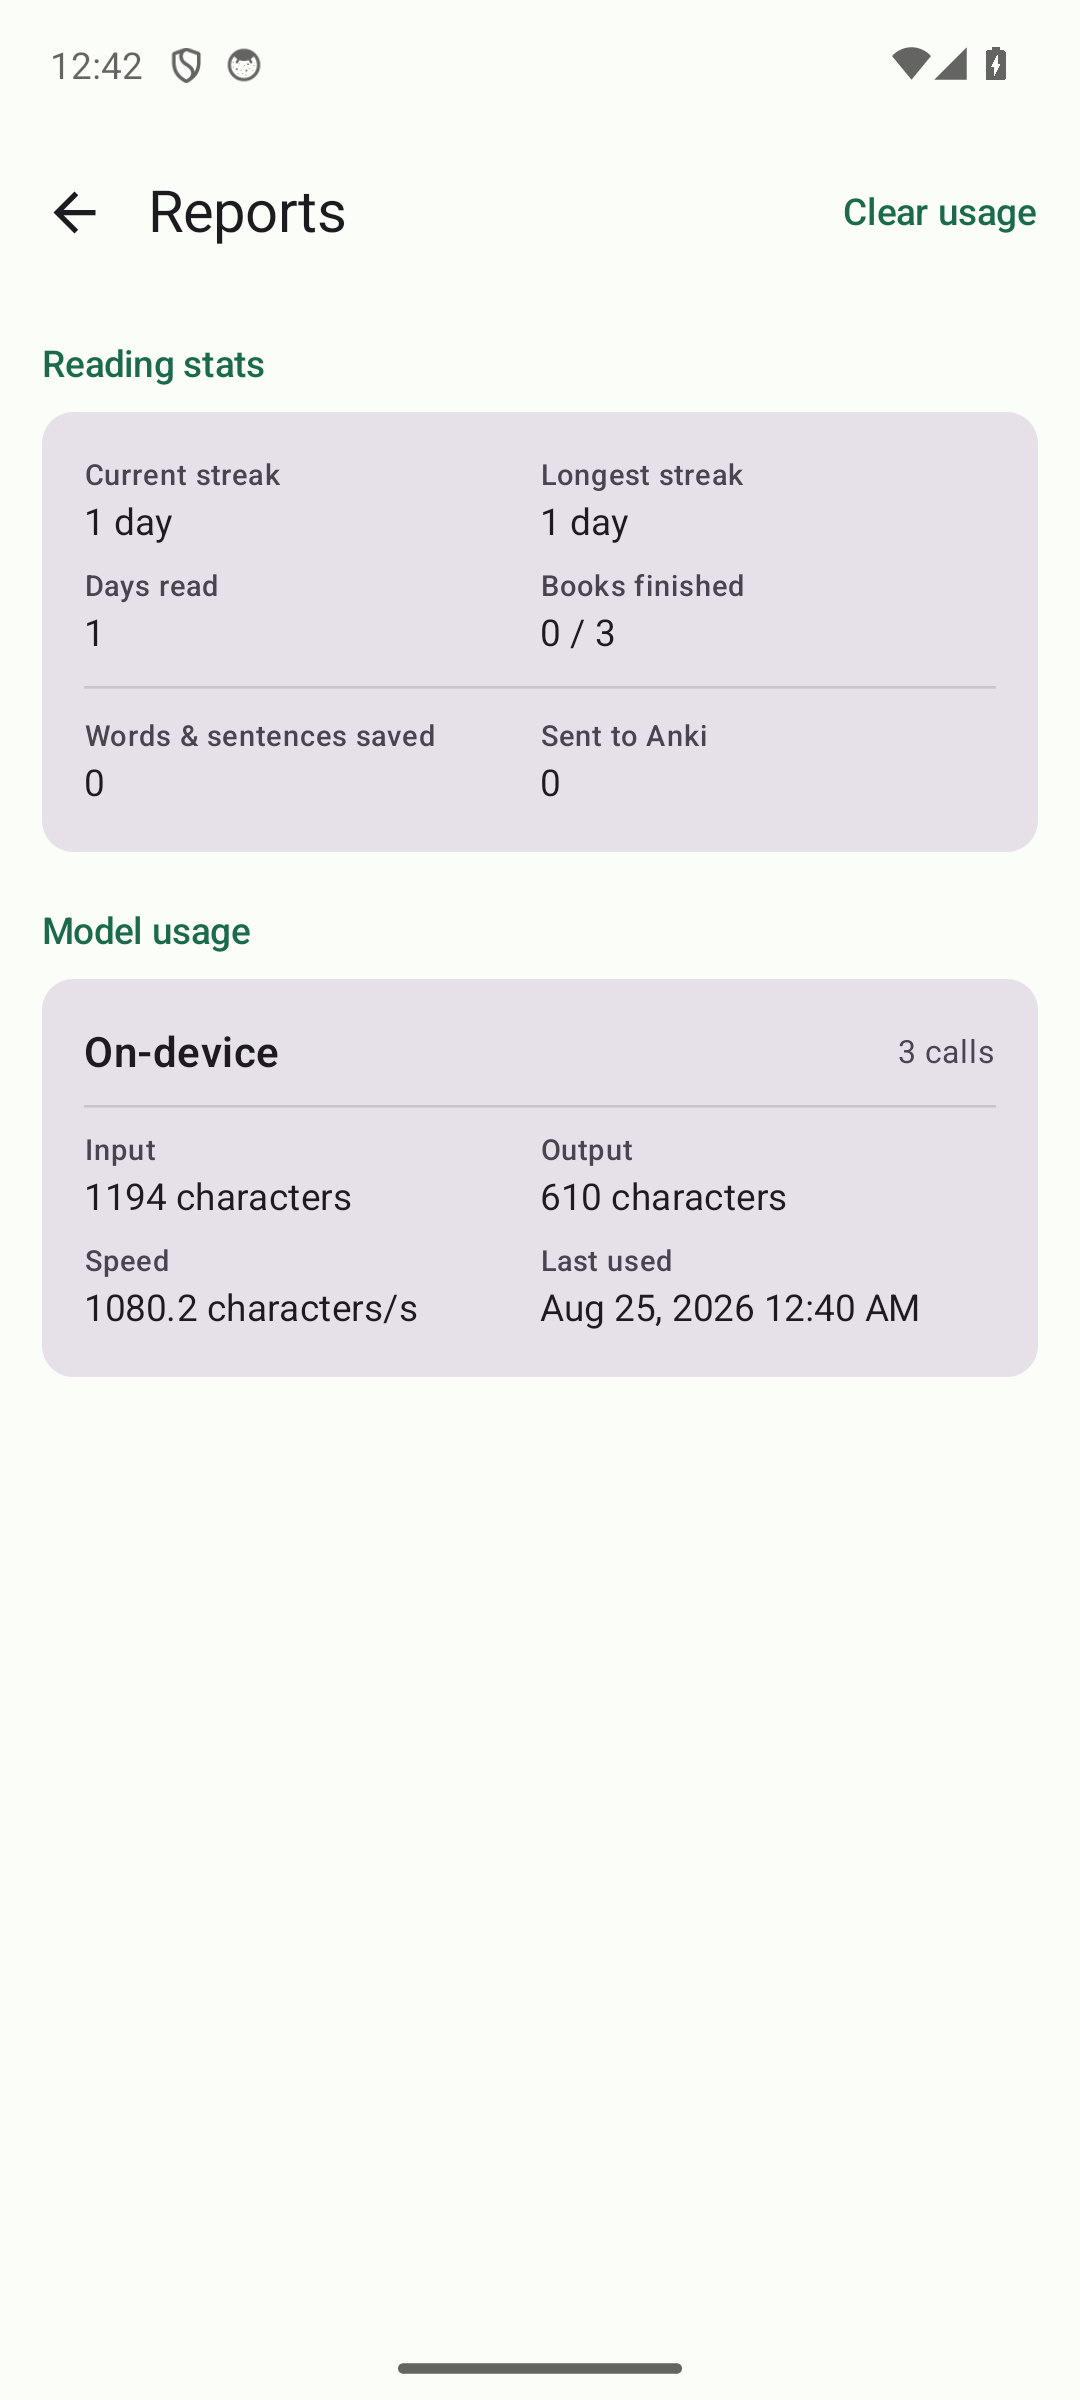 12:42
Reports
Clear usage
Reading stats
Current streak
Longest streak
1 day
1 day
Days read
Books finished
1
0 / 3
Words & sentences saved
Sent to Anki
0
0
Model usage
On-device
3 calls
Input
Output
1194 characters
610 characters
Speed
Last used
1080.2 characters/s
Aug 25, 2026 12:40 AM